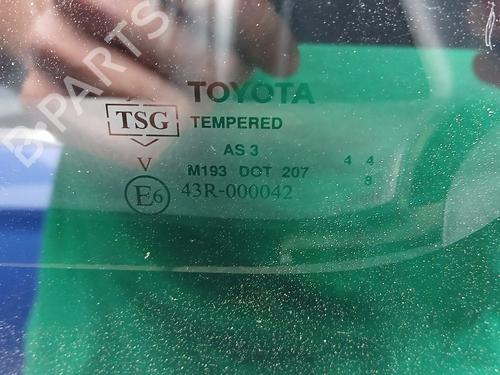 B-PARTS
TOYOTA
TSG TEMPERED
AS 3
V M193 DOT 207 4 4
8
E6 43R-000042